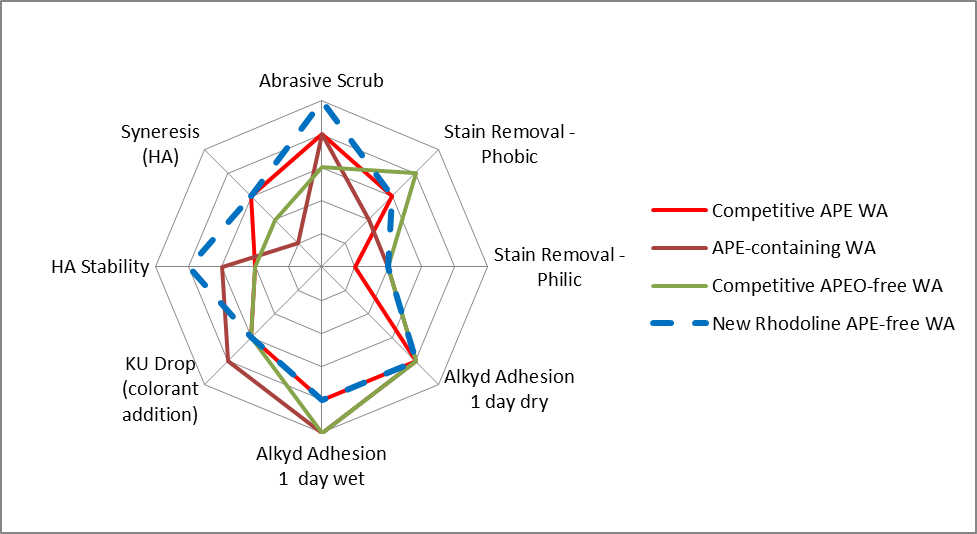 Abrasive Scrub
Stain Removal -
Phobic
Stain Removal -
Philic
Alkyd Adhesion
1 day dry
Alkyd Adhesion
1 day wet
KU Drop
(colorant
addition)
HA Stability
Syneresis
(HA)
Competitive APE WA
APE-containing WA
Competitive APEO-free WA
New Rhodoline APE-free WA